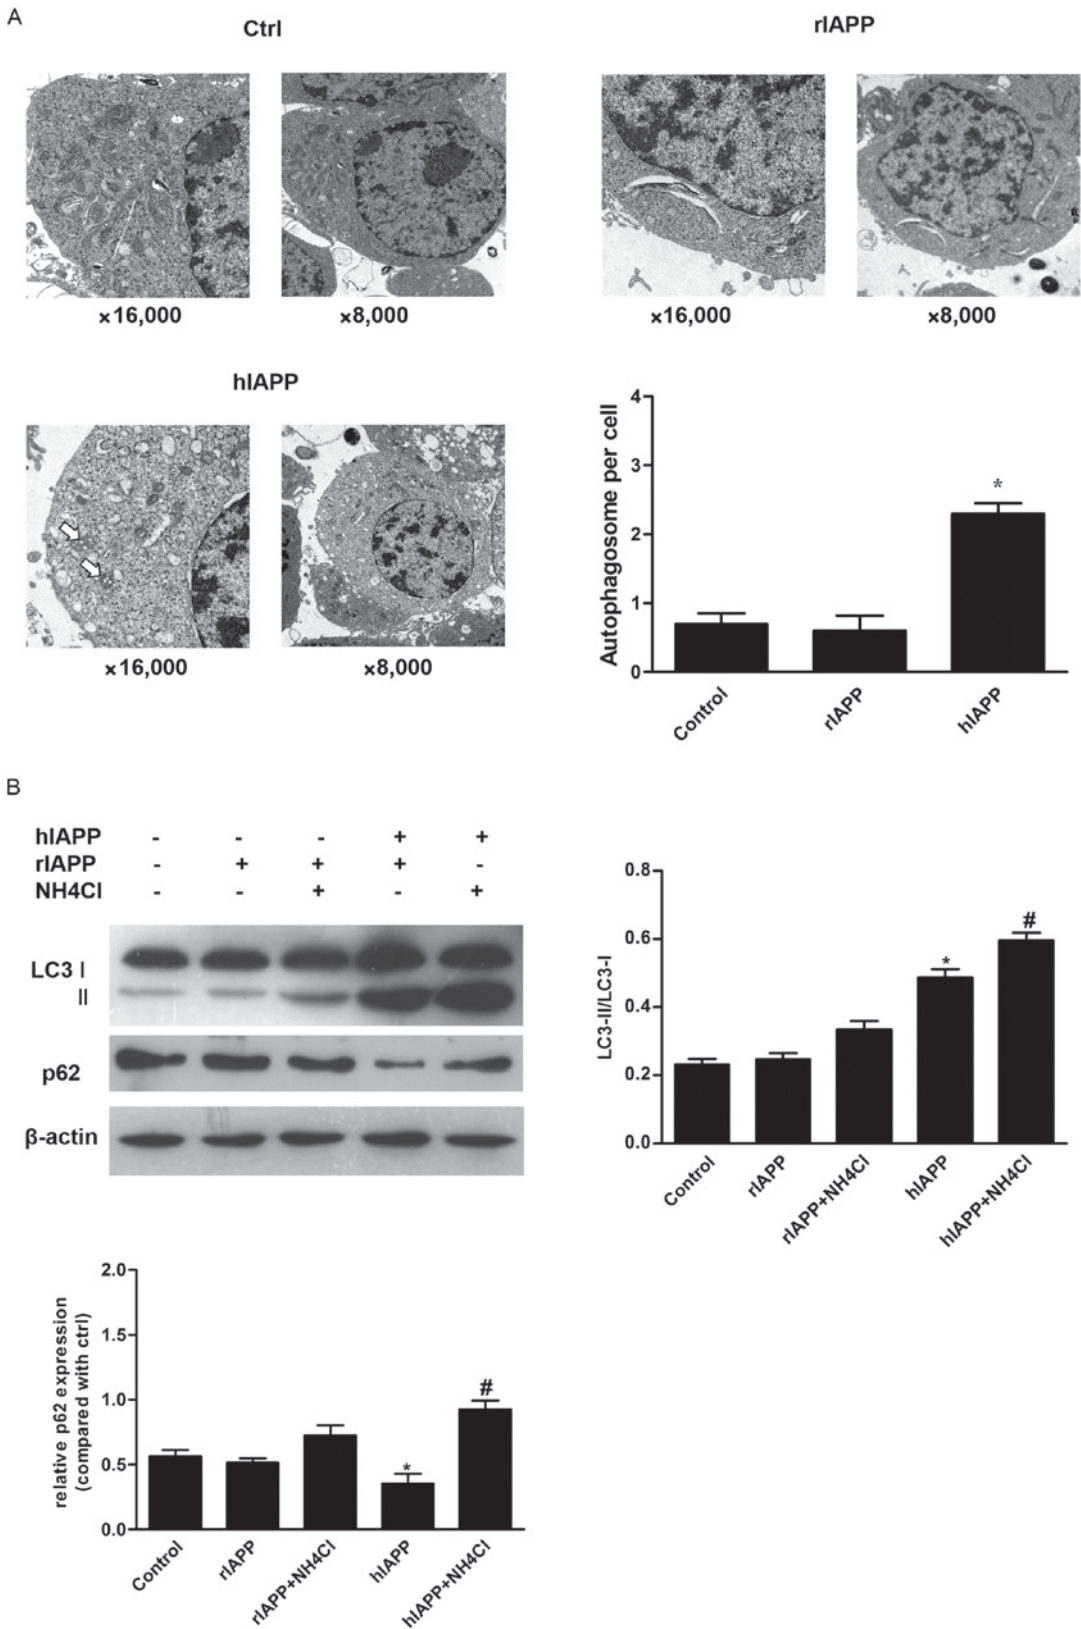 A
Ctrl
rIAPP
×16,000
×8,000
×16,000
×8,000
hIAPP
×16,000
×8,000
Autophagosome per cell
4
3
2
1
0
Control
rIAPP
hIAPP
*
B
hIAPP - - - + +
rIAPP - + + + -
NH4Cl - - + - +
LC3 I
II
p62
β-actin
LC3-II/LC3-I
0.8
0.6
0.4
0.2
0.0
*
#
Control
rIAPP
rIAPP+NH4Cl
hIAPP
hIAPP+NH4Cl
relative p62 expression
(compared with ctrl)
2.0
1.5
1.0
0.5
0.0
*
#
Control
rIAPP
rIAPP+NH4Cl
hIAPP
hIAPP+NH4Cl